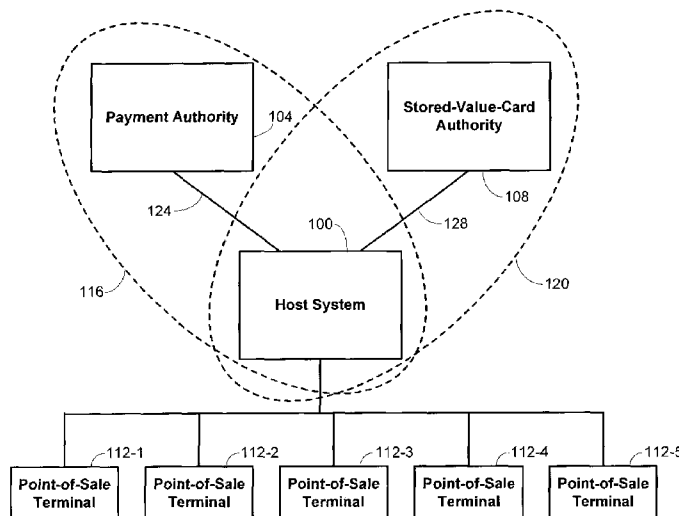 Payment Authority
104
Stored-Value-Card
Authority
108
124
128
100
116
120
Host System
112-1
112-2
112-3
112-4
112-5
Point-of-Sale
Terminal
Point-of-Sale
Terminal
Point-of-Sale
Terminal
Point-of-Sale
Terminal
Point-of-Sale
Terminal